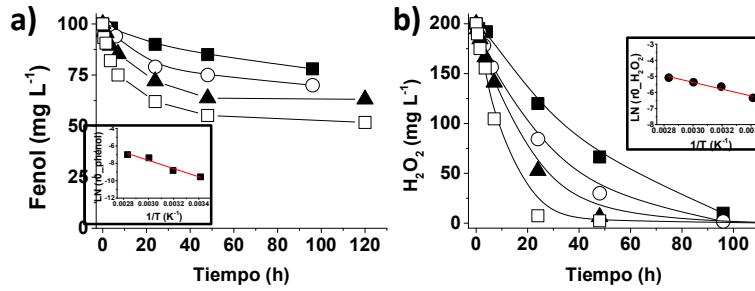 a)
Fenol (mg L⁻¹)
100
75
50
25
0
0 20 40 60 80 100 120
Tiempo (h)
LN (r0_phenol)
-4
-6
-8
-10
-12
0.0028 0.0030 0.0032 0.0034
1/T (K⁻¹)
b)
H₂O₂ (mg L⁻¹)
200
150
100
50
0
0 20 40 60 80 100
Tiempo (h)
LN (r0_H₂O₂)
-3
-4
-5
-6
-7
0.0028 0.0030 0.0032
1/T (K⁻¹)